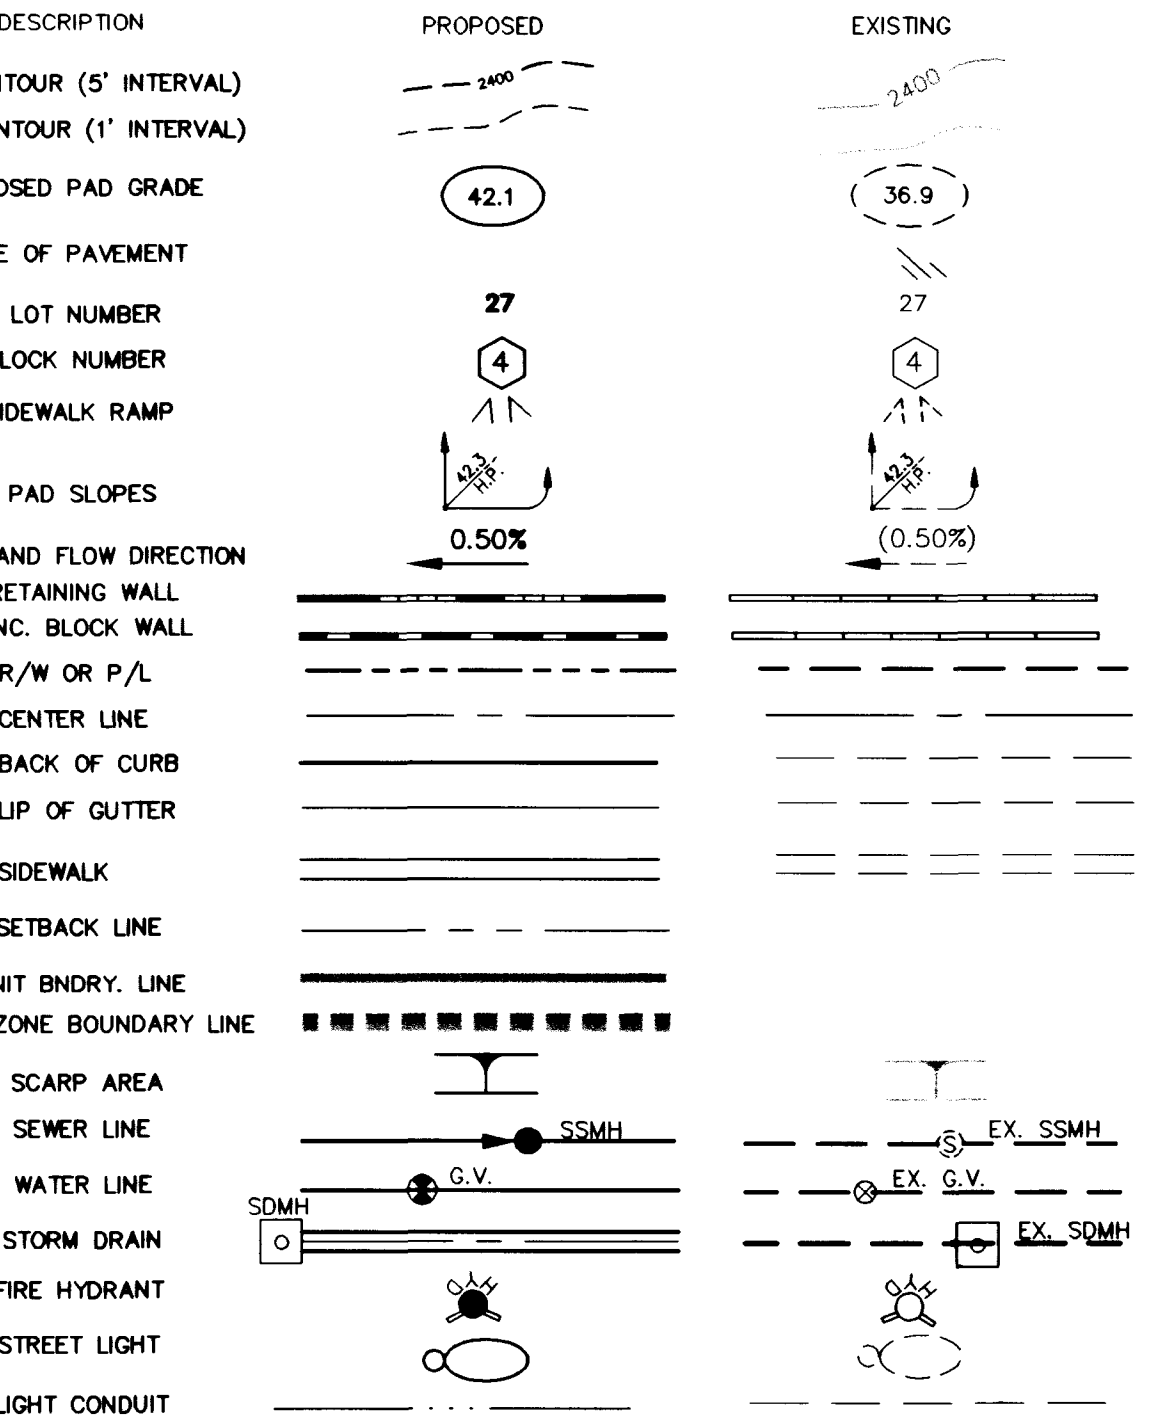 DESCRIPTION PROPOSED EXISTING
NTOUR (5' INTERVAL) 2400 2400
NTOUR (1' INTERVAL)
OSED PAD GRADE 42.1 36.9
E OF PAVEMENT
LOT NUMBER 27 27
LOCK NUMBER 4 4
IDEWALK RAMP
PAD SLOPES 42.3 H.P. 42.3 H.P.
0.50% (0.50%)
AND FLOW DIRECTION
RETAINING WALL
NC. BLOCK WALL
R/W OR P/L
CENTER LINE
BACK OF CURB
LIP OF GUTTER
SIDEWALK
SETBACK LINE
NIT BNDRY. LINE
ZONE BOUNDARY LINE
SCARP AREA
SEWER LINE SSMH S EX. SSMH
WATER LINE G.V. EX. G.V.
SDMH
STORM DRAIN EX. SDMH
FIRE HYDRANT HYD HYD
STREET LIGHT
LIGHT CONDUIT